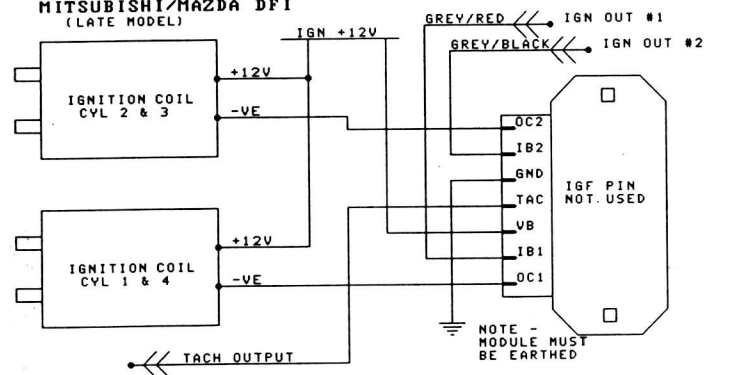 MITSUBISHI/MAZDA DFI
(LATE MODEL)
IGN +12V
GREY/RED
IGN OUT #1
GREY/BLACK
IGN OUT #2
+12V
IGNITION COIL
CYL 2 & 3
-VE
OC2
IB2
GND
TAC
VB
IB1
OC1
IGF PIN
NOT.USED
+12V
IGNITION COIL
CYL 1 & 4
-VE
NOTE -
MODULE MUST
BE EARTHED
TACH OUTPUT